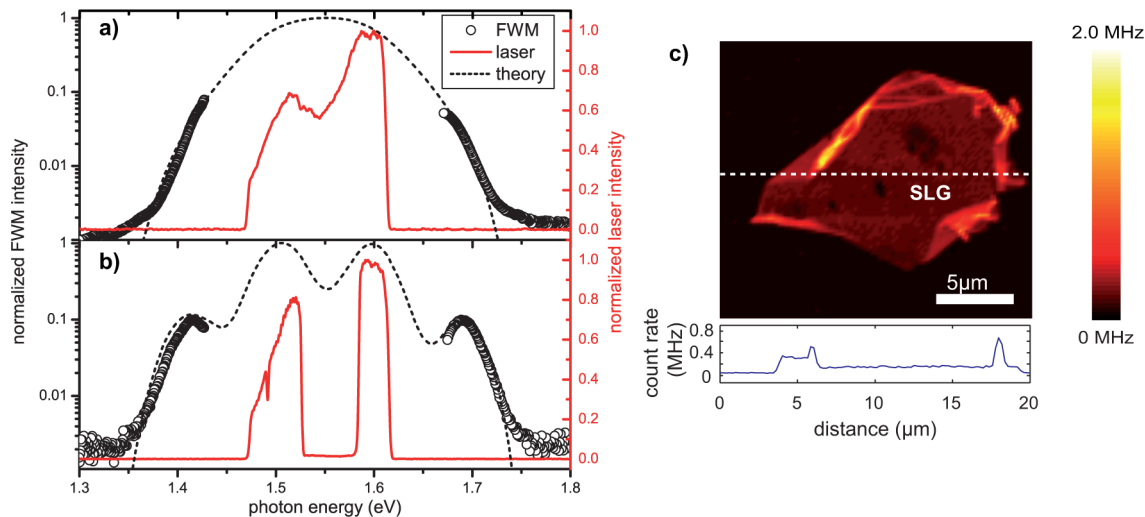 a)
FWM
laser
theory
normalized FWM intensity
1
0.1
0.01
1.0
0.8
0.6
0.4
0.2
0.0
normalized laser intensity
b)
1
0.1
0.01
1.0
0.8
0.6
0.4
0.2
0.0
1.3 1.4 1.5 1.6 1.7 1.8
photon energy (eV)
c)
SLG
5µm
2.0 MHz
0 MHz
count rate
(MHz)
0.8
0.4
0
0 5 10 15 20
distance (µm)